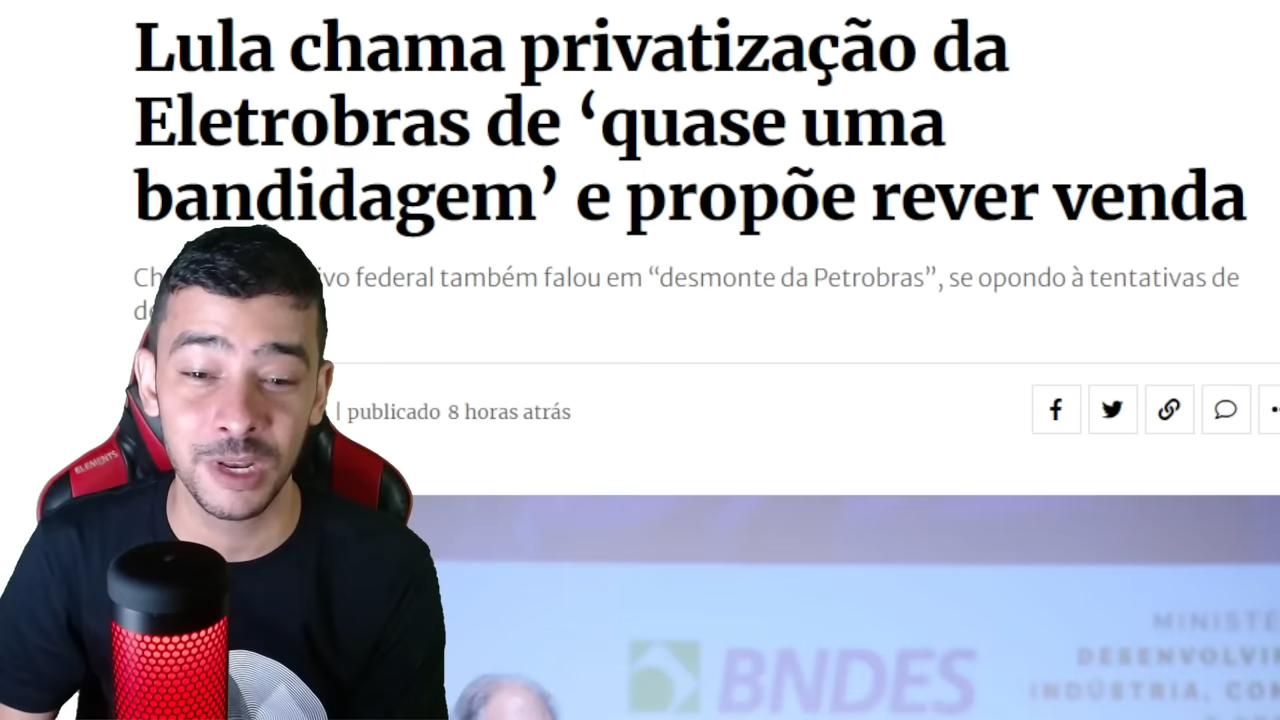 Lula chama privatização da
Eletrobras de ‘quase uma
bandidagem’ e propõe rever venda
ivo federal também falou em “desmonte da Petrobras”, se opondo à tentativas de
| publicado 8 horas atrás
ELEMENTS
BNDES